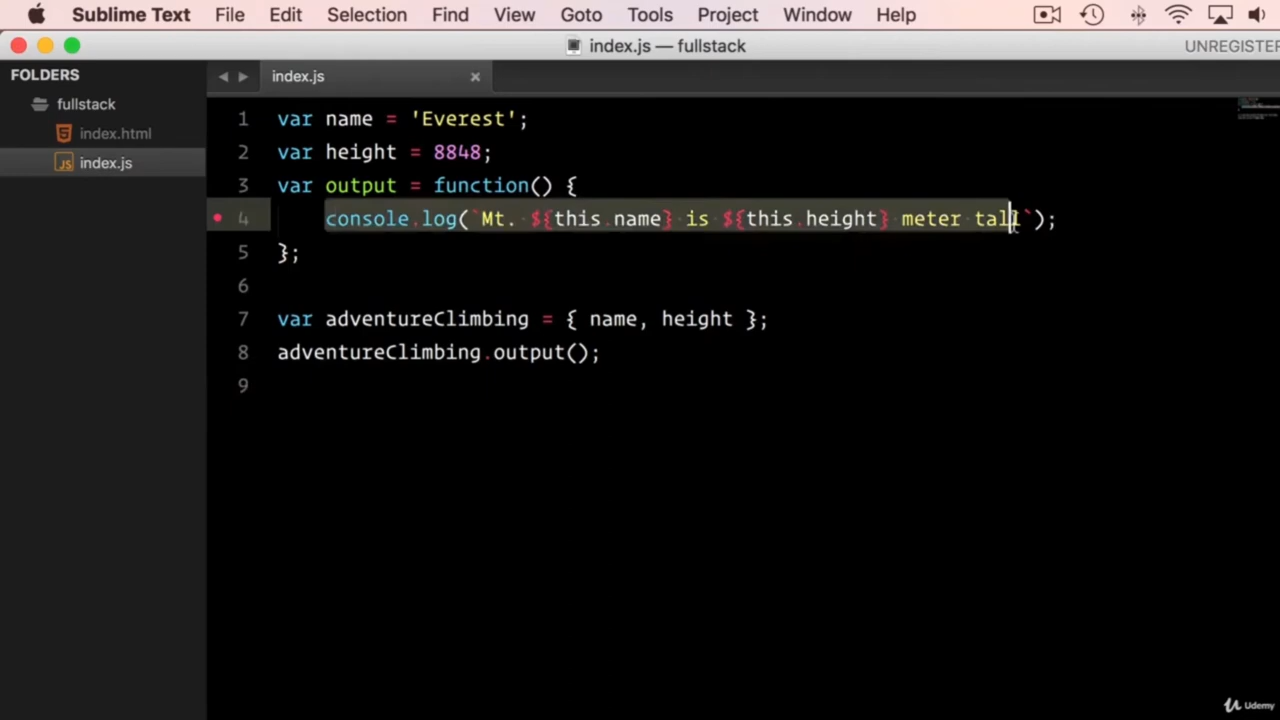 Sublime Text File Edit Selection Find View Goto Tools Project Window Help
index.js — fullstack UNREGISTER
FOLDERS
fullstack
index.html
index.js
index.js
1 var name = 'Everest';
2 var height = 8848;
3 var output = function() {
4 console.log(`Mt. ${this.name} is ${this.height} meter tall`);
5 };
6
7 var adventureClimbing = { name, height };
8 adventureClimbing.output();
9
Udemy